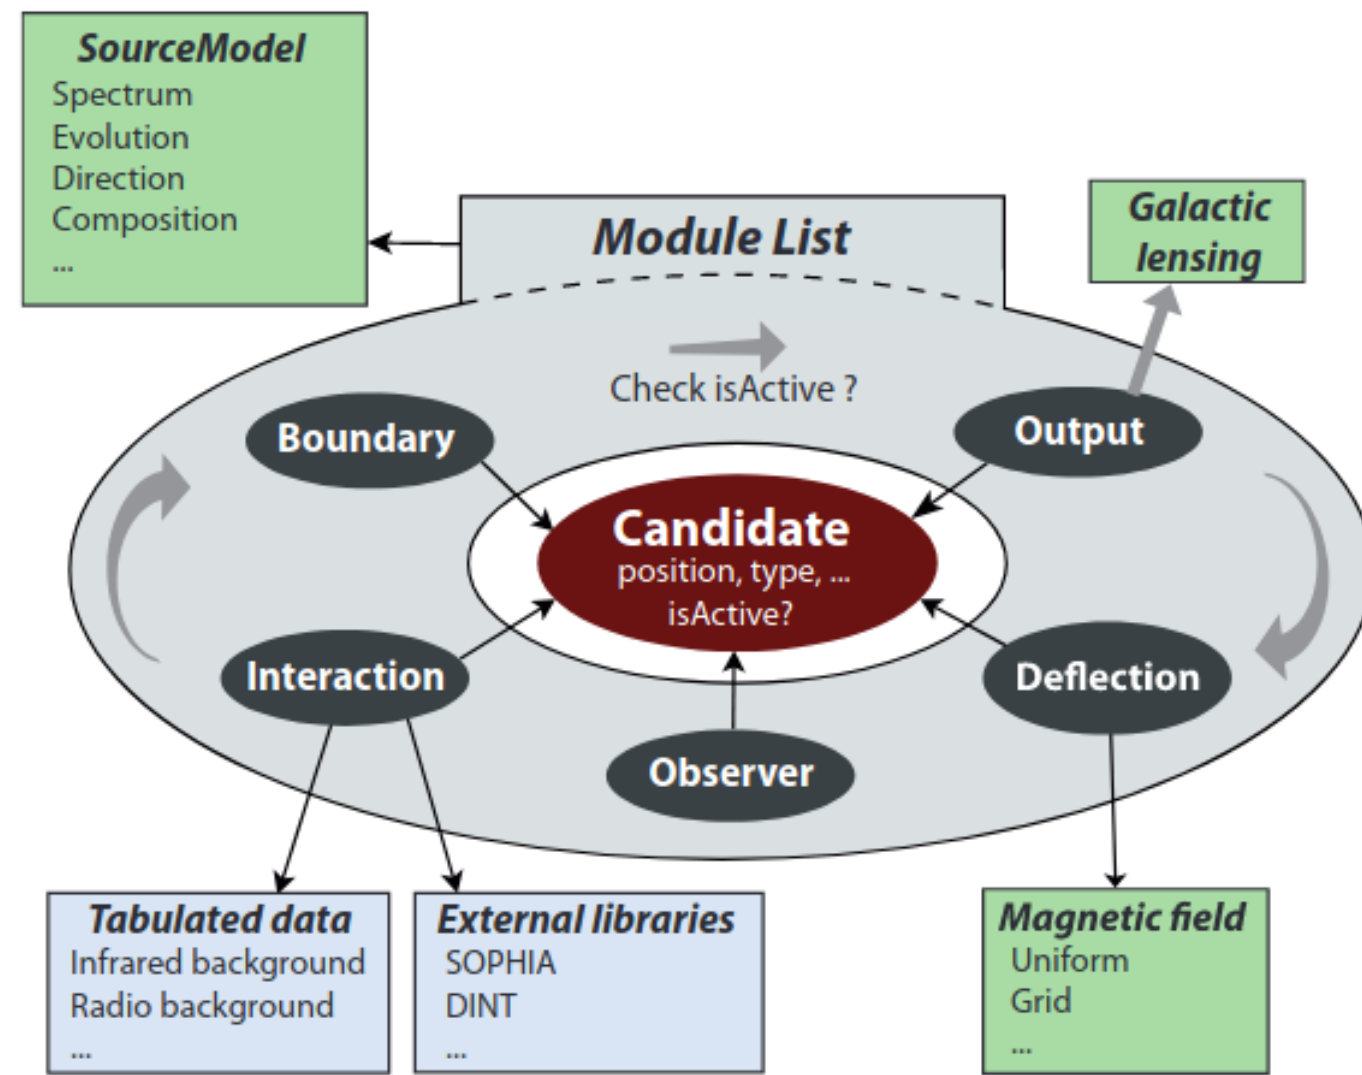 SourceModel
Spectrum
Evolution
Direction
Composition
...
Module List
Galactic
lensing
Check isActive ?
Boundary
Output
Candidate
position, type, ...
isActive?
Interaction
Deflection
Observer
Tabulated data
Infrared background
Radio background
...
External libraries
SOPHIA
DINT
...
Magnetic field
Uniform
Grid
...